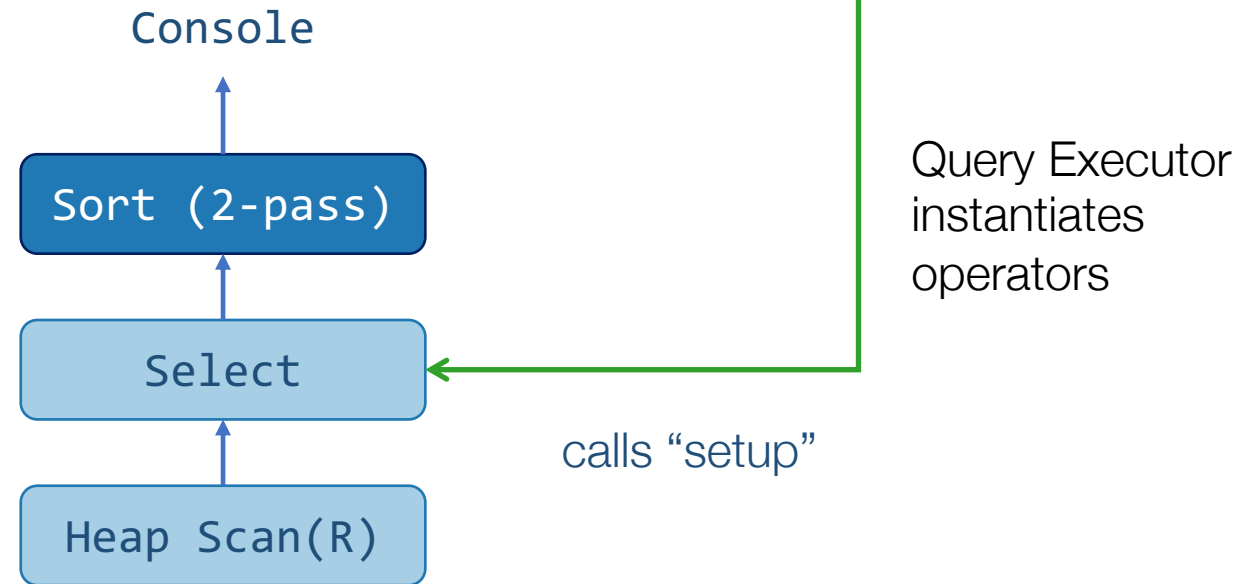 Console
Sort (2-pass)
Query Executor
instantiates
operators
Select
calls “setup”
Heap Scan(R)